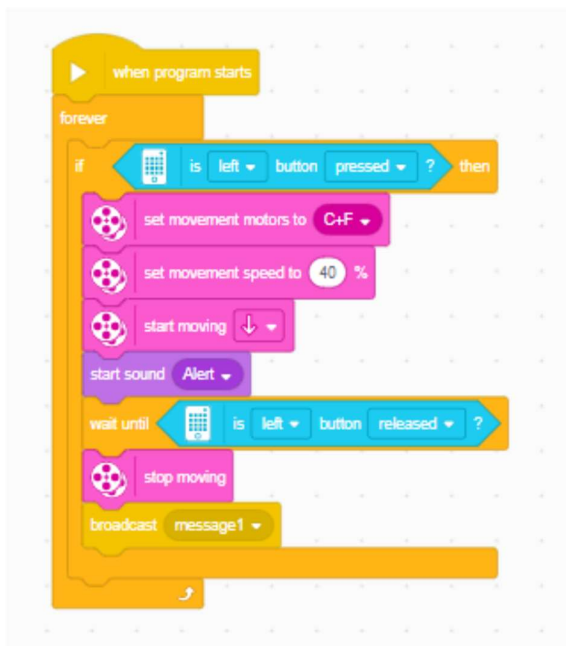 when program starts
forever
if is left button pressed ? then
set movement motors to C+F
set movement speed to 40 %
start moving
start sound Alert
wait until is left button released ?
stop moving
broadcast message1